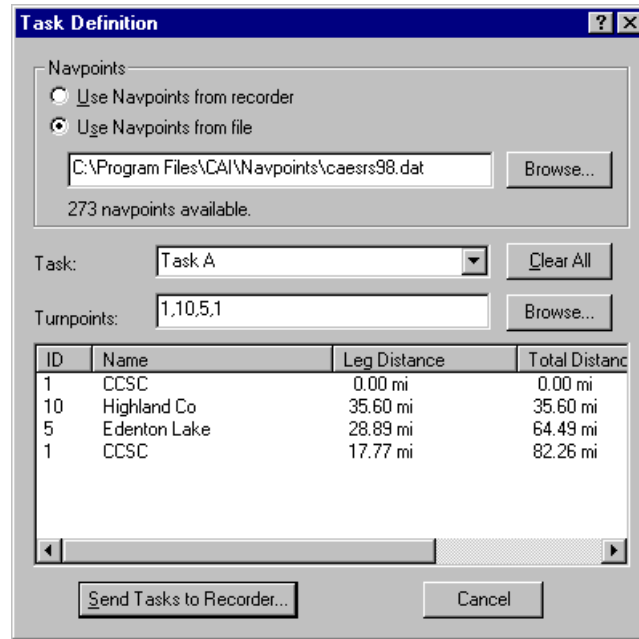 Task Definition
Navpoints
Use Navpoints from recorder
Use Navpoints from file
C:\Program Files\CAI\Navpoints\caesrs98.dat Browse...
273 navpoints available.
Task: Task A Clear All
Turnpoints: 1,10,5,1 Browse...
ID Name Leg Distance Total Distanc
1 CCSC 0.00 mi 0.00 mi
10 Highland Co 35.60 mi 35.60 mi
5 Edenton Lake 28.89 mi 64.49 mi
1 CCSC 17.77 mi 82.26 mi
Send Tasks to Recorder... Cancel